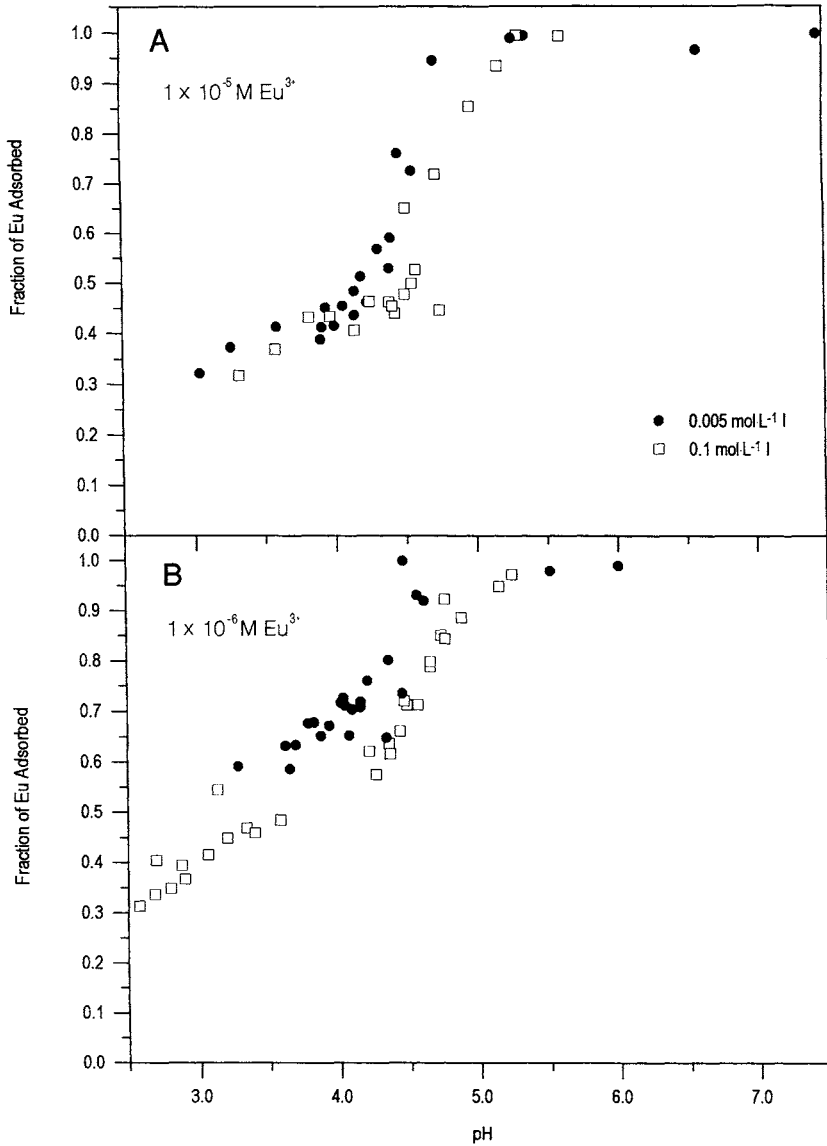 A
1 × 10⁻⁵ M Eu³⁺
Fraction of Eu Adsorbed
1.0
0.9
0.8
0.7
0.6
0.5
0.4
0.3
0.2
0.1
0.0
0.005 mol·L⁻¹ I
0.1 mol·L⁻¹ I
B
1 × 10⁻⁶ M Eu³⁺
Fraction of Eu Adsorbed
1.0
0.9
0.8
0.7
0.6
0.5
0.4
0.3
0.2
0.1
0.0
3.0 4.0 5.0 6.0 7.0
pH